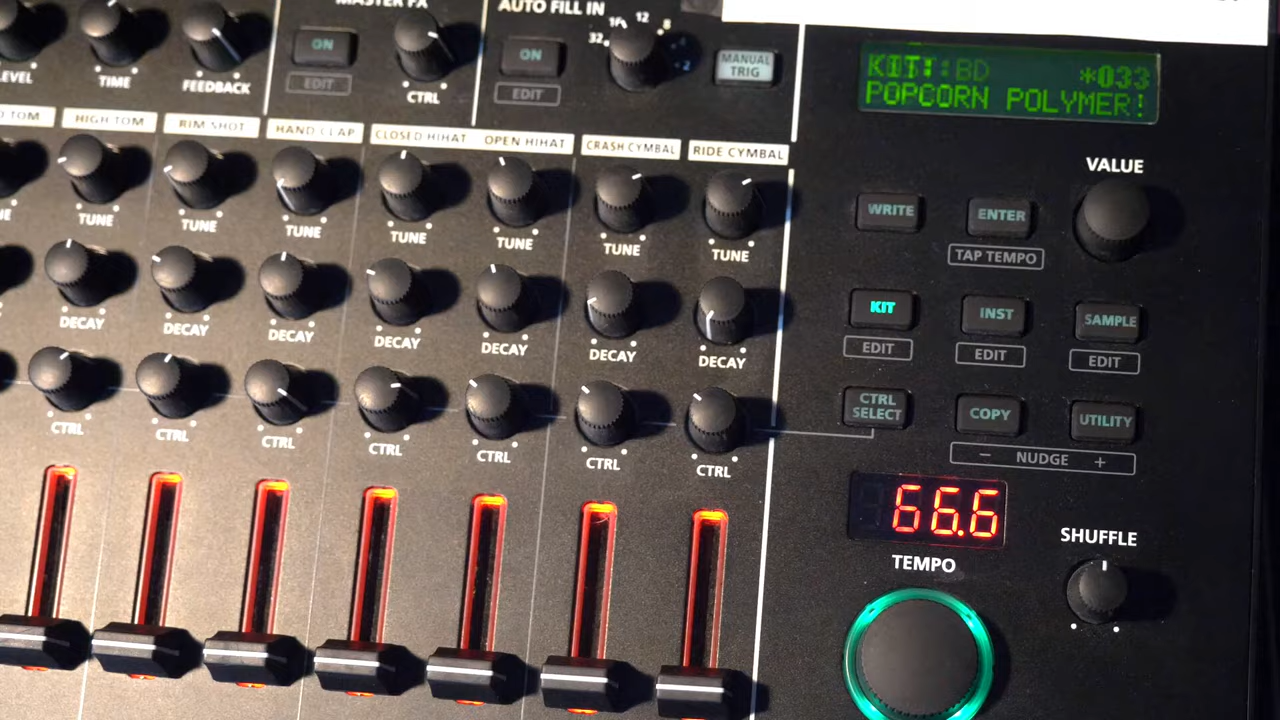 MASTER FX
AUTO FILL IN
LEVEL
TIME
FEEDBACK
ON
EDIT
CTRL
ON
EDIT
32
16
12
8
2
MANUAL
TRIG
KIT: BD *033
POPCORN POLYMER!
TOM
HIGH TOM
RIM SHOT
HAND CLAP
CLOSED HIHAT
OPEN HIHAT
CRASH CYMBAL
RIDE CYMBAL
TUNE
TUNE
TUNE
TUNE
TUNE
TUNE
TUNE
DECAY
DECAY
DECAY
DECAY
DECAY
DECAY
DECAY
CTRL
CTRL
CTRL
CTRL
CTRL
CTRL
CTRL
VALUE
WRITE
ENTER
TAP TEMPO
KIT
EDIT
INST
EDIT
SAMPLE
EDIT
CTRL
SELECT
COPY
UTILITY
− NUDGE +
66.6
TEMPO
SHUFFLE